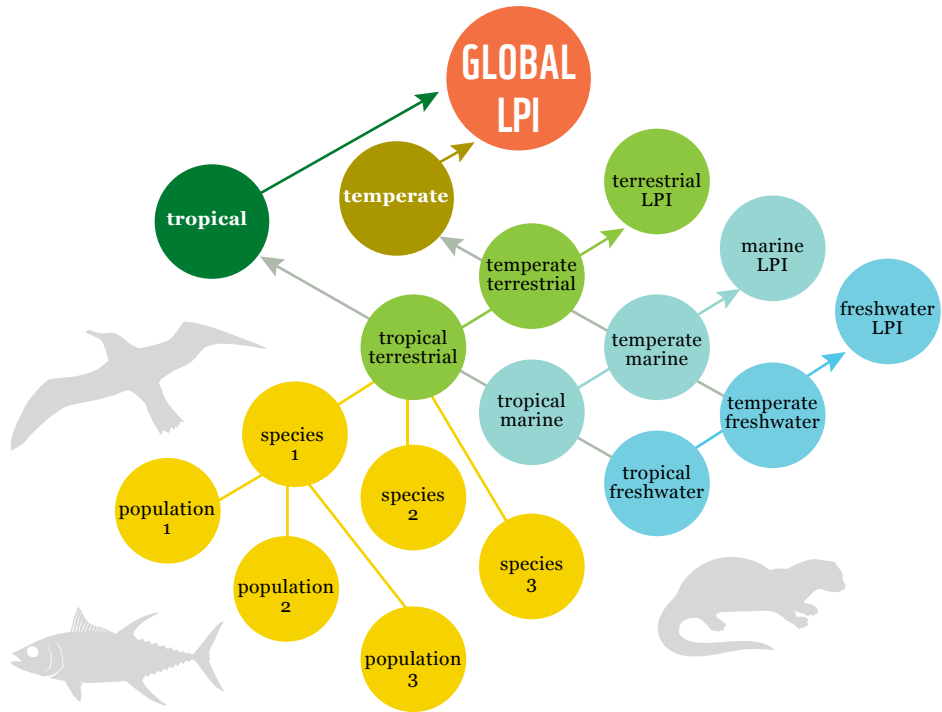 GLOBAL
LPI
terrestrial
LPI
temperate
tropical
marine
LPI
temperate
terrestrial
freshwater
LPI
tropical
terrestrial
temperate
marine
tropical
marine
temperate
freshwater
species
1
species
2
tropical
freshwater
population
1
species
3
population
2
population
3